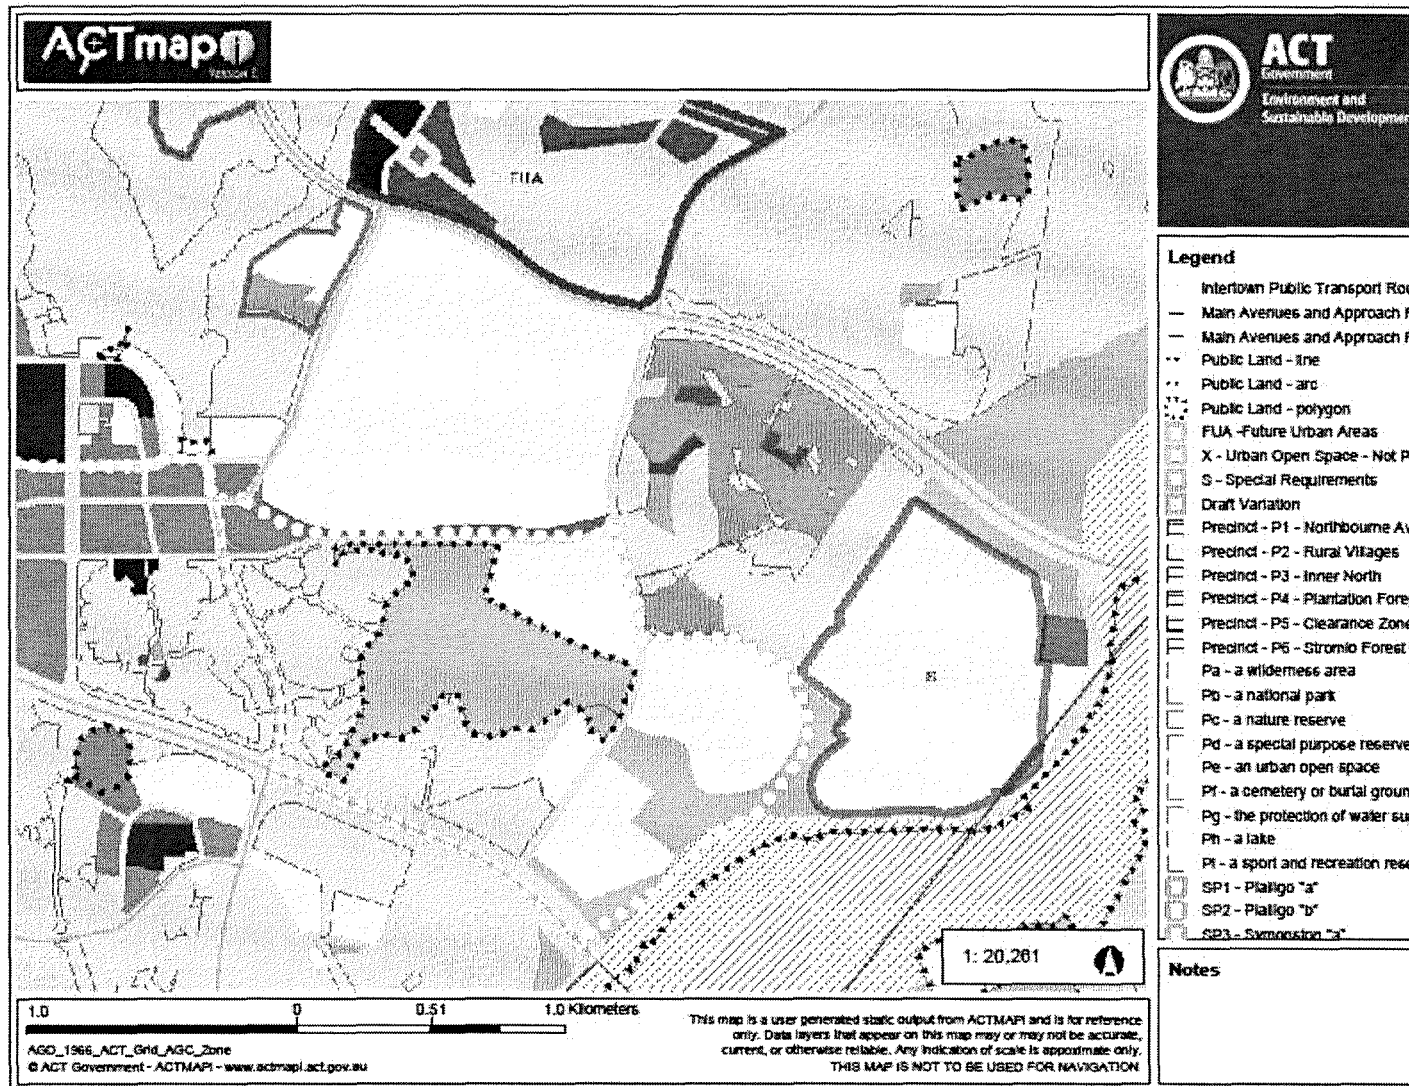 ACTmapi
VERSION 2
ACT
Government
Environment and
Sustainable Developmen
FUA
S
Legend
Intertown Public Transport Rou
Main Avenues and Approach R
Main Avenues and Approach R
Public Land - line
Public Land - arc
Public Land - polygon
FUA -Future Urban Areas
X - Urban Open Space - Not P
S - Special Requirements
Draft Variation
Precinct - P1 - Northbourne Av
Precinct - P2 - Rural Villages
Precinct - P3 - Inner North
Precinct - P4 - Plantation Fore
Precinct - P5 - Clearance Zone
Precinct - P6 - Stromlo Forest
Pa - a wilderness area
Pb - a national park
Pc - a nature reserve
Pd - a special purpose reserve
Pe - an urban open space
Pf - a cemetery or burial groun
Pg - the protection of water su
Ph - a lake
Pi - a sport and recreation rese
SP1 - Pialligo "a"
SP2 - Pialligo "b"
SP3 - Symonston "a"
1: 20,261
Notes
1.0 0 0.51 1.0 Kilometers
AGD_1966_ACT_Grid_AGC_Zone
© ACT Government - ACTMAPi - www.actmapi.act.gov.au
This map is a user generated static output from ACTMAPi and is for reference
only. Data layers that appear on this map may or may not be accurate,
current, or otherwise reliable. Any indication of scale is approximate only.
THIS MAP IS NOT TO BE USED FOR NAVIGATION